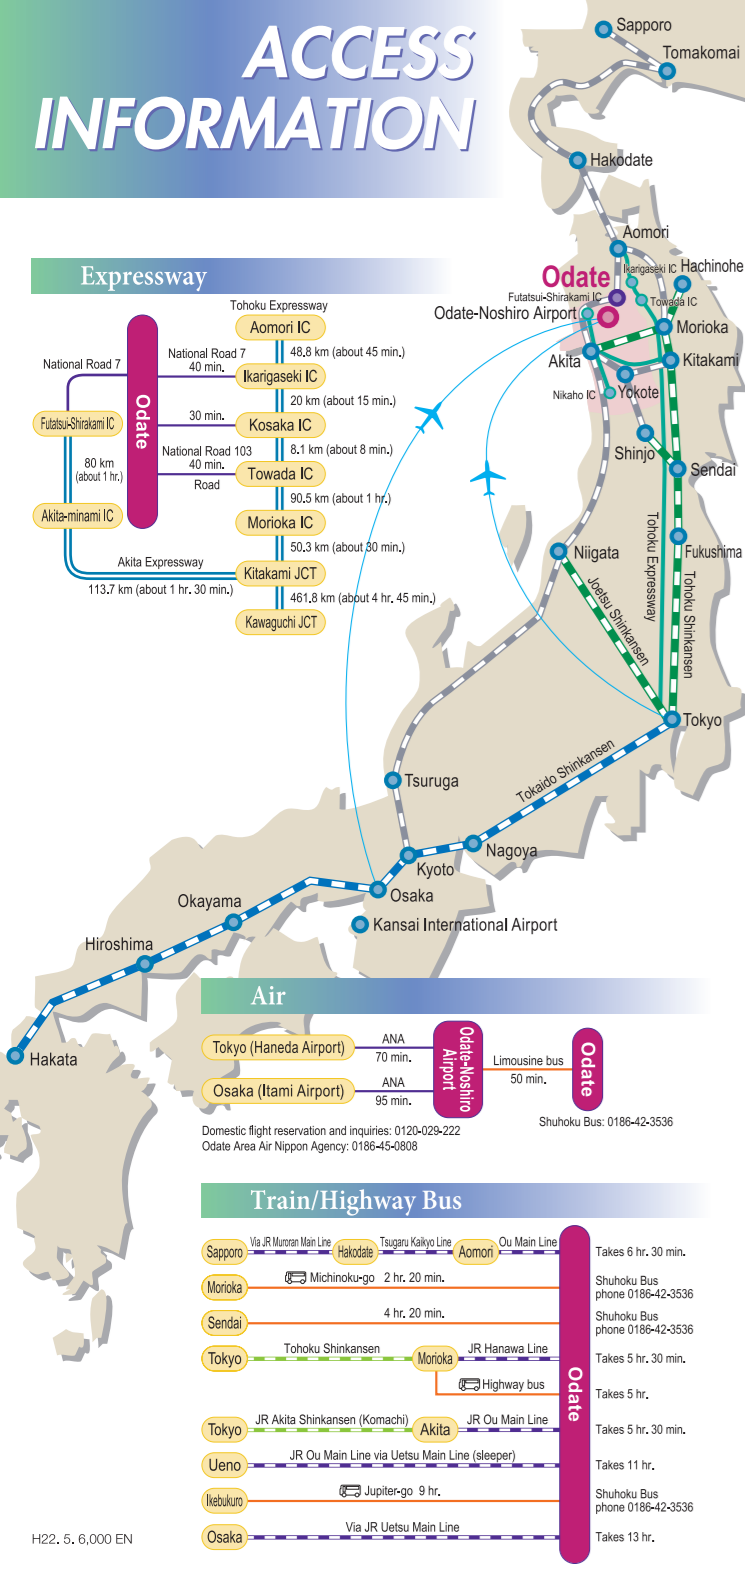 ACCESS
INFORMATION
Sapporo
Tomakomai
Hakodate
Aomori
Ikarigaseki IC
Hachinohe
Odate
Futatsui-Shirakami IC
Towada IC
Odate-Noshiro Airport
Morioka
Akita
Kitakami
Nikaho IC
Yokote
Shinjo
Sendai
Niigata
Fukushima
Tohoku Expressway
Joetsu Shinkansen
Tohoku Shinkansen
Tokyo
Tokaido Shinkansen
Tsuruga
Nagoya
Kyoto
Osaka
Kansai International Airport
Okayama
Hiroshima
Hakata
Expressway
Tohoku Expressway
Aomori IC
48.8 km (about 45 min.)
National Road 7
National Road 7
40 min.
Ikarigaseki IC
20 km (about 15 min.)
Odate
Futatsui-Shirakami IC
30 min.
Kosaka IC
8.1 km (about 8 min.)
80 km
(about 1 hr.)
National Road 103
40 min.
Road
Towada IC
90.5 km (about 1 hr.)
Akita-minami IC
Morioka IC
50.3 km (about 30 min.)
Akita Expressway
113.7 km (about 1 hr. 30 min.)
Kitakami JCT
461.8 km (about 4 hr. 45 min.)
Kawaguchi JCT
Air
Tokyo (Haneda Airport)
ANA
70 min.
Osaka (Itami Airport)
ANA
95 min.
Odate-Noshiro
Airport
Limousine bus
50 min.
Odate
Shuhoku Bus: 0186-42-3536
Domestic flight reservation and inquiries: 0120-029-222
Odate Area Air Nippon Agency: 0186-45-0808
Train/Highway Bus
Sapporo Via JR Muroran Main Line Hakodate Tsugaru Kaikyo Line Aomori Ou Main Line Takes 6 hr. 30 min.
Morioka Michinoku-go 2 hr. 20 min. Shuhoku Bus
phone 0186-42-3536
Sendai 4 hr. 20 min. Shuhoku Bus
phone 0186-42-3536
Tokyo Tohoku Shinkansen Morioka JR Hanawa Line Takes 5 hr. 30 min.
Highway bus Takes 5 hr.
Odate
Tokyo JR Akita Shinkansen (Komachi) Akita JR Ou Main Line Takes 5 hr. 30 min.
Ueno JR Ou Main Line via Uetsu Main Line (sleeper) Takes 11 hr.
Ikebukuro Jupiter-go 9 hr. Shuhoku Bus
phone 0186-42-3536
Osaka Via JR Uetsu Main Line Takes 13 hr.
H22. 5. 6,000 EN